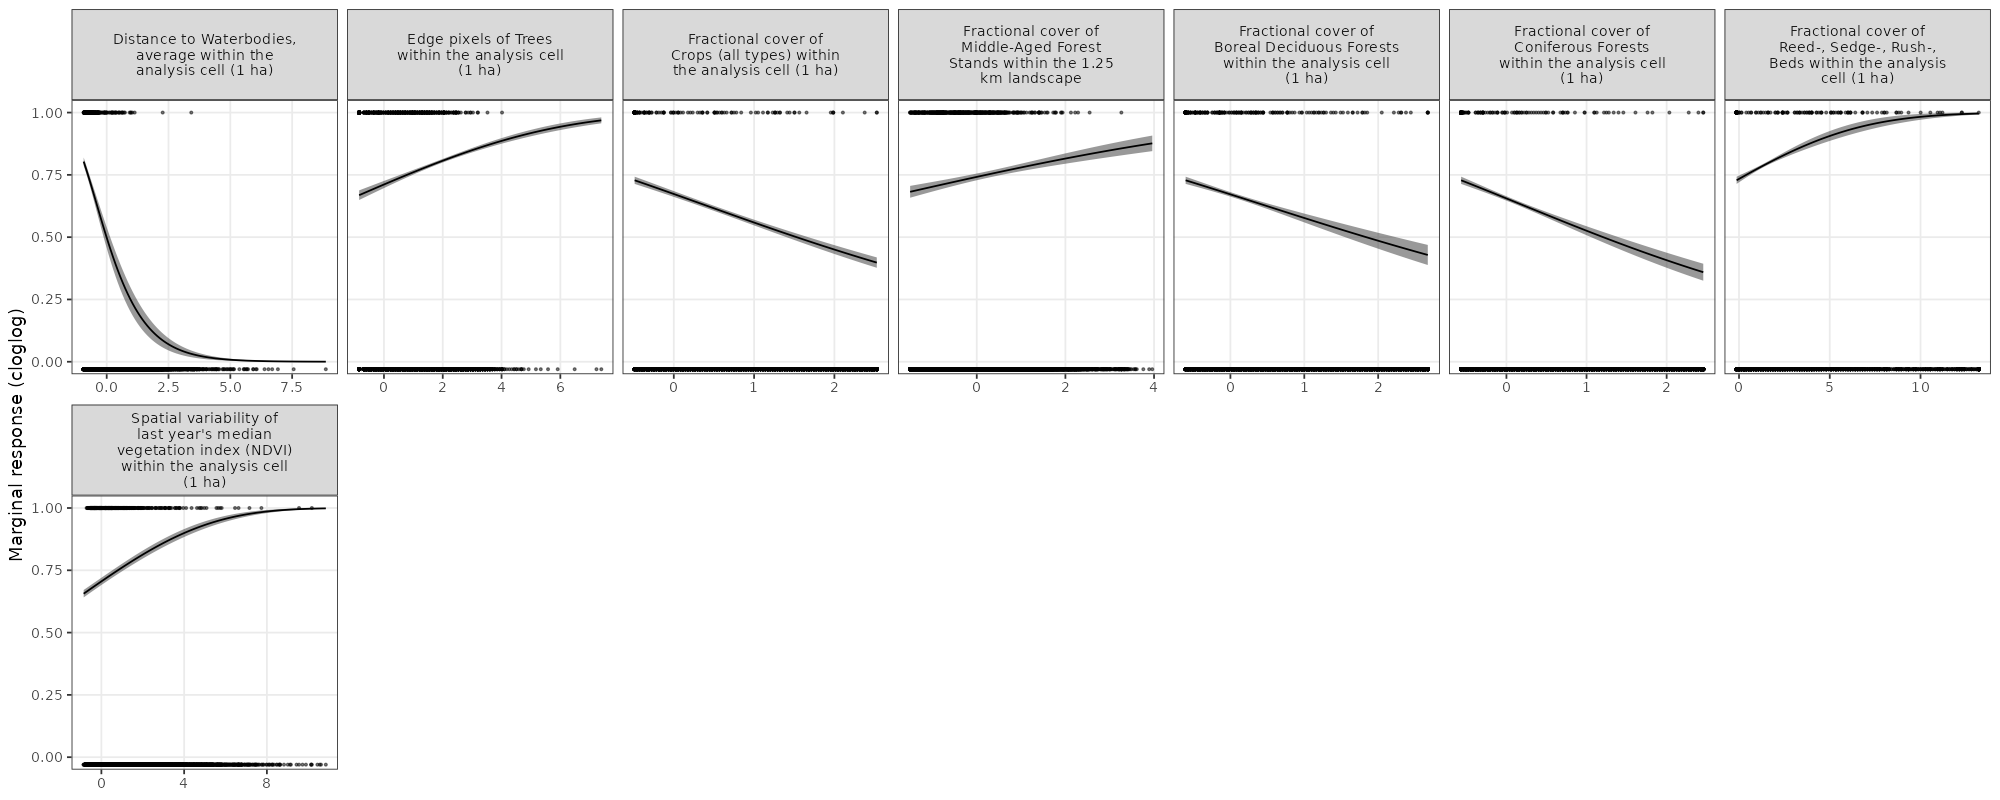 Distance to Waterbodies,
average within the
analysis cell (1 ha)
Edge pixels of Trees
within the analysis cell
(1 ha)
Fractional cover of
Crops (all types) within
the analysis cell (1 ha)
Fractional cover of
Middle-Aged Forest
Stands within the 1.25
km landscape
Fractional cover of
Boreal Deciduous Forests
within the analysis cell
(1 ha)
Fractional cover of
Coniferous Forests
within the analysis cell
(1 ha)
Fractional cover of
Reed-, Sedge-, Rush-,
Beds within the analysis
cell (1 ha)
1.00
0.75
0.50
0.25
0.00
0.0 2.5 5.0 7.5
0 2 4 6
0 1 2
0 2 4
0 1 2
0 1 2
0 5 10
Marginal response (cloglog)
Spatial variability of
last year's median
vegetation index (NDVI)
within the analysis cell
(1 ha)
1.00
0.75
0.50
0.25
0.00
0 4 8